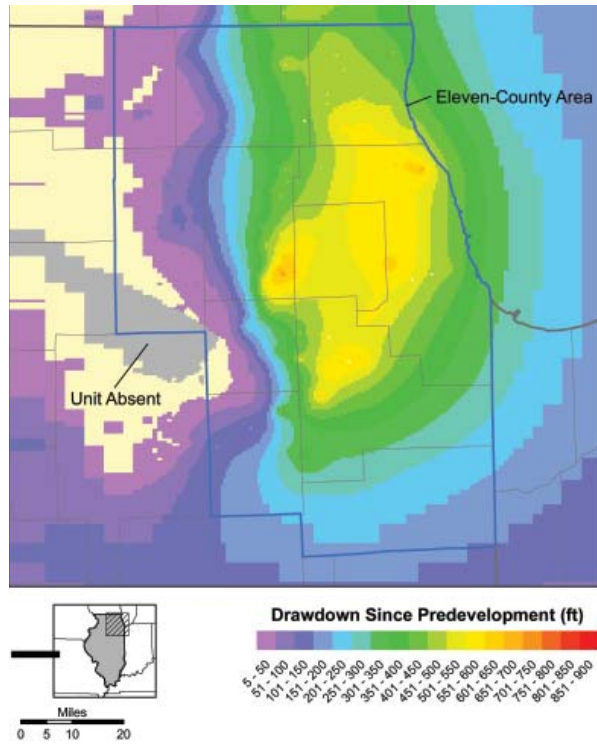 Eleven-County Area
Unit Absent
Drawdown Since Predevelopment (ft)
5 - 50
51 - 100
101 - 150
151 - 200
201 - 250
251 - 300
301 - 350
351 - 400
401 - 450
451 - 500
501 - 550
551 - 600
601 - 650
651 - 700
701 - 750
751 - 800
801 - 850
851 - 900
Miles
0 5 10 20